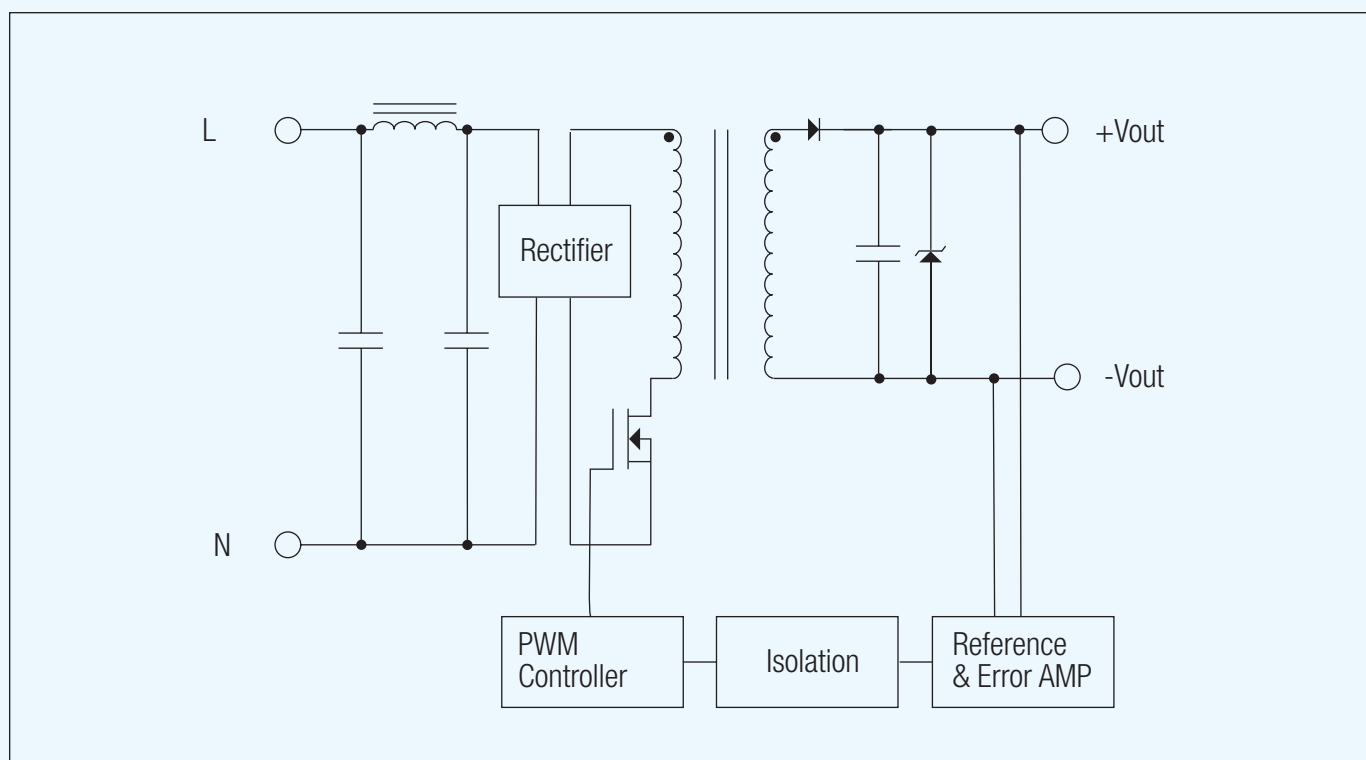 L
+Vout
Rectifier
-Vout
N
PWM
Controller
Isolation
Reference
& Error AMP